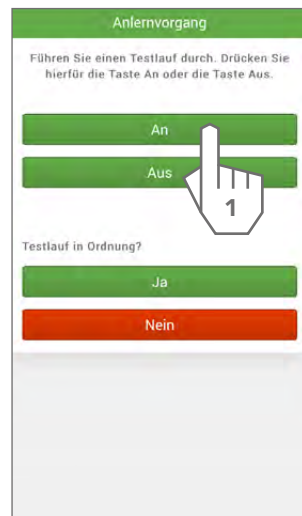 Anlernvorgang
Führen Sie einen Testlauf durch. Drücken Sie
hierfür die Taste An oder die Taste Aus.
An
Aus
1
Testlauf in Ordnung?
Ja
Nein